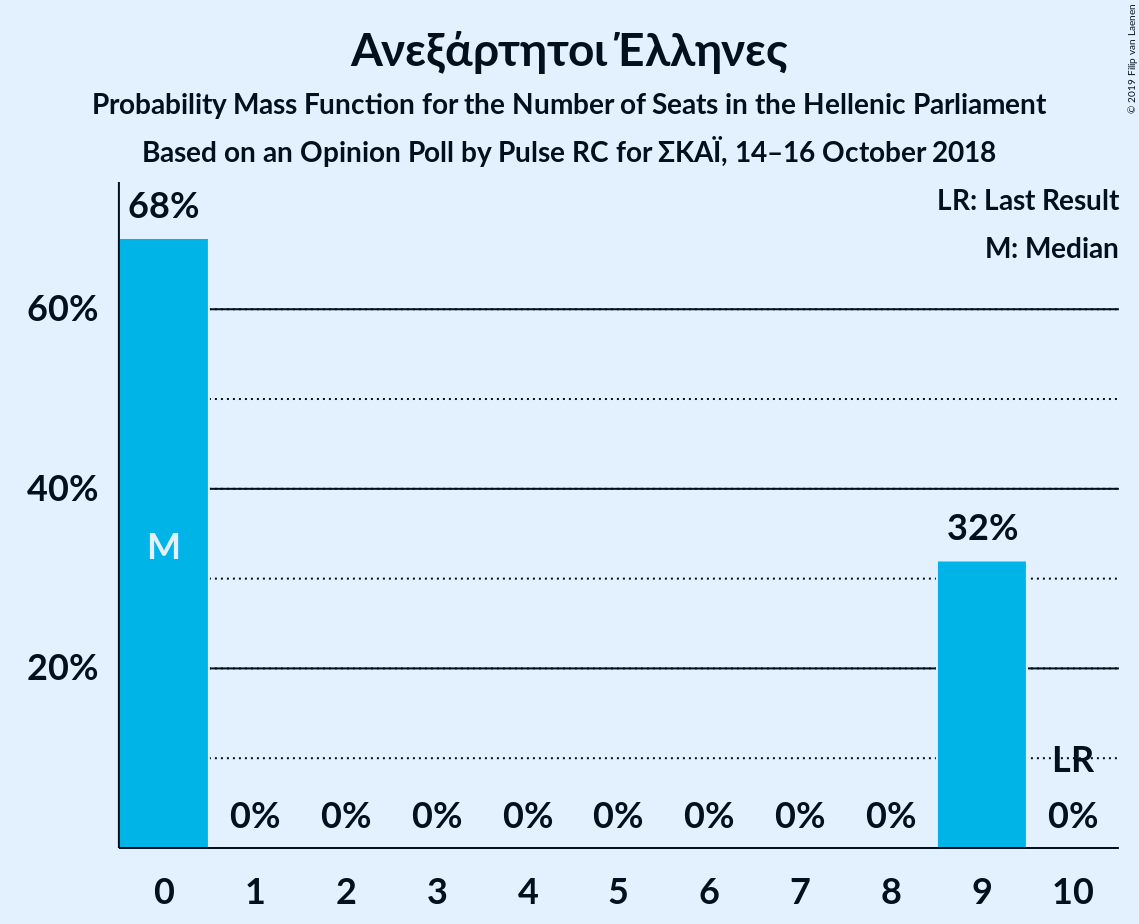 Ανεξάρτητοι Έλληνες
Probability Mass Function for the Number of Seats in the Hellenic Parliament
Based on an Opinion Poll by Pulse RC for ΣΚΑΪ, 14–16 October 2018
© 2019 Filip van Laenen
LR: Last Result
M: Median
68%
60%
40%
32%
M
20%
LR
0% 0% 0% 0% 0% 0% 0% 0% 0%
0 1 2 3 4 5 6 7 8 9 10